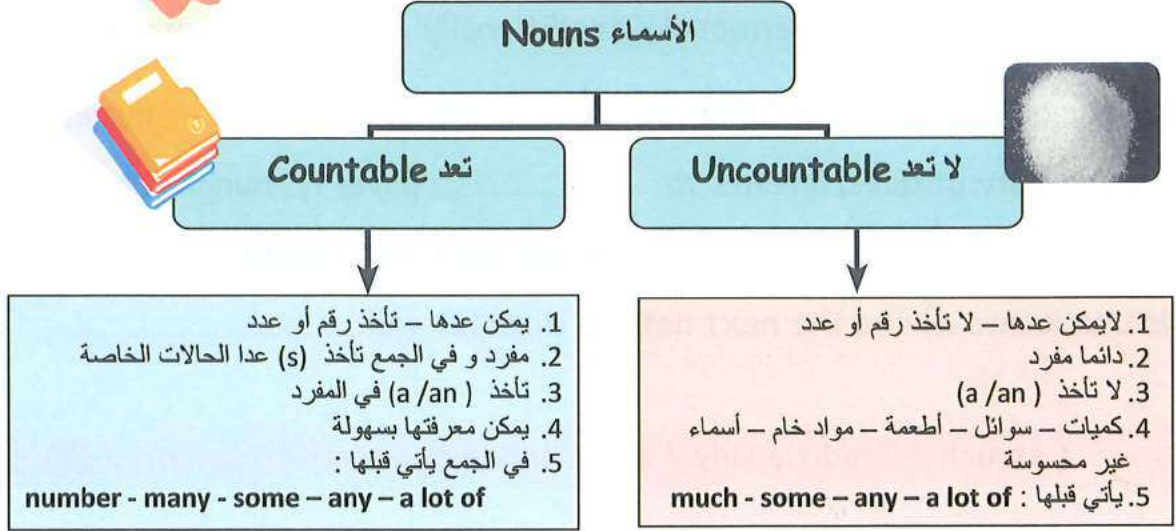 الأسماء Nouns
تعد Countable
لا تعد Uncountable
1. يمكن عدها – تأخذ رقم أو عدد
2. مفرد و في الجمع تأخذ (s) عدا الحالات الخاصة
3. تأخذ ( a /an) في المفرد
4. يمكن معرفتها بسهولة
5. في الجمع يأتي قبلها :
number - many - some – any – a lot of
1. لايمكن عدها – لا تأخذ رقم أو عدد
2. دائما مفرد
3. لا تأخذ ( a /an)
4. كميات – سوائل – أطعمة – مواد خام – أسماء
غير محسوسة
5. يأتي قبلها : much - some – any – a lot of